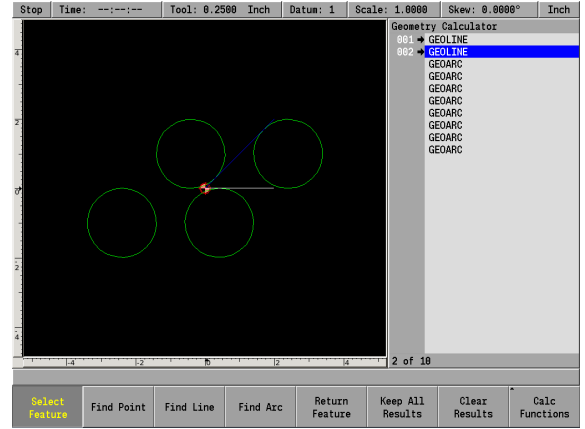 Stop Time: --:--:-- Tool: 0.2500 Inch Datum: 1 Scale: 1.0000 Skew: 0.0000° Inch
Geometry Calculator
001 → GEOLINE
002 → GEOLINE
GEOARC
GEOARC
GEOARC
GEOARC
GEOARC
GEOARC
GEOARC
GEOARC
4
2
0
2
4
-4 -2 0 2 4
2 of 10
Select Feature
Find Point
Find Line
Find Arc
Return Feature
Keep All Results
Clear Results
Calc Functions